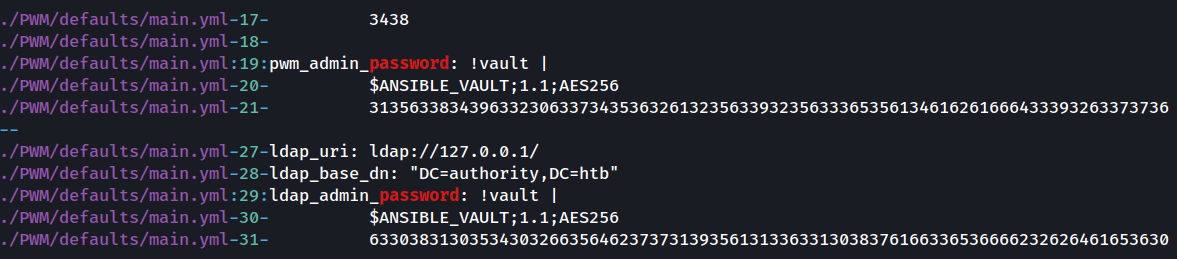 ./PWM/defaults/main.yml-17-          3438
./PWM/defaults/main.yml-18-
./PWM/defaults/main.yml:19:pwm_admin_password: !vault |
./PWM/defaults/main.yml-20-          $ANSIBLE_VAULT;1.1;AES256
./PWM/defaults/main.yml-21-          31356338343963323063373435363261323563393235633365356134616261666433393263373736
--
./PWM/defaults/main.yml-27-ldap_uri: ldap://127.0.0.1/
./PWM/defaults/main.yml-28-ldap_base_dn: "DC=authority,DC=htb"
./PWM/defaults/main.yml:29:ldap_admin_password: !vault |
./PWM/defaults/main.yml-30-          $ANSIBLE_VAULT;1.1;AES256
./PWM/defaults/main.yml-31-          63303831303534303266356462373731393561313363313038376166336536666232626461653630